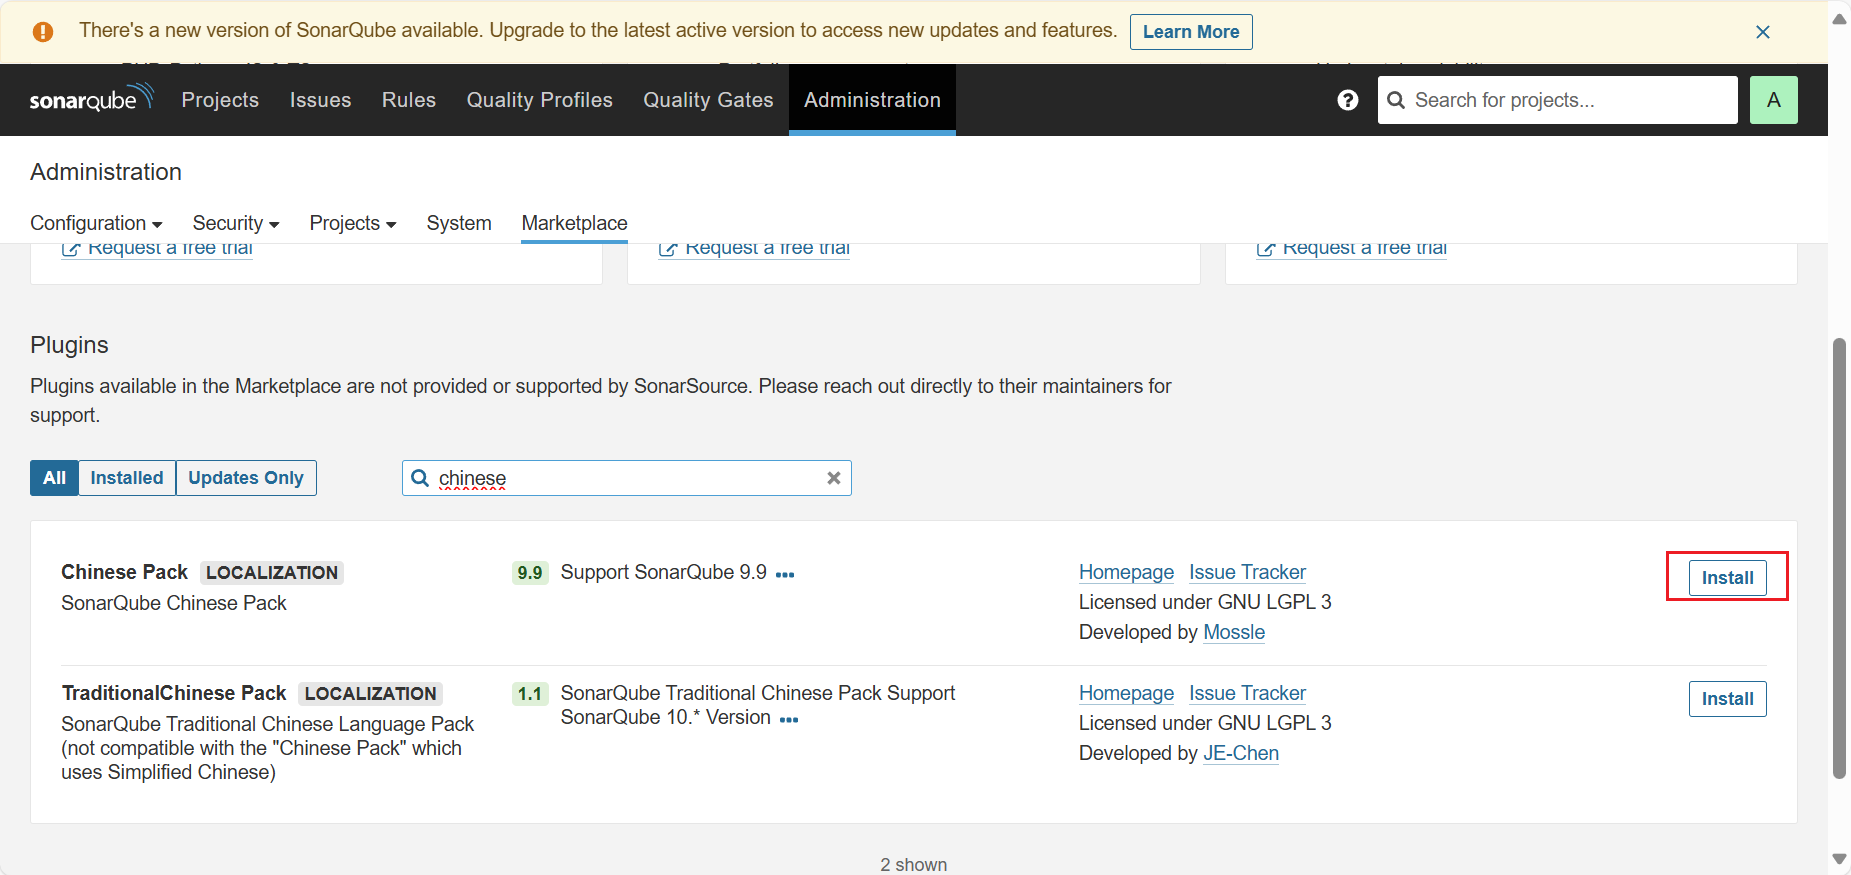 There's a new version of SonarQube available. Upgrade to the latest active version to access new updates and features. Learn More
sonarqube Projects Issues Rules Quality Profiles Quality Gates Administration Search for projects... A
Administration
Configuration Security Projects System Marketplace
Request a free trial Request a free trial Request a free trial
Plugins
Plugins available in the Marketplace are not provided or supported by SonarSource. Please reach out directly to their maintainers for
support.
All Installed Updates Only chinese
Chinese Pack LOCALIZATION 9.9 Support SonarQube 9.9 ••• Homepage Issue Tracker Install
SonarQube Chinese Pack Licensed under GNU LGPL 3
Developed by Mossle
TraditionalChinese Pack LOCALIZATION 1.1 SonarQube Traditional Chinese Pack Support Homepage Issue Tracker Install
SonarQube Traditional Chinese Language Pack SonarQube 10.* Version ••• Licensed under GNU LGPL 3
(not compatible with the "Chinese Pack" which Developed by JE-Chen
uses Simplified Chinese)
2 shown